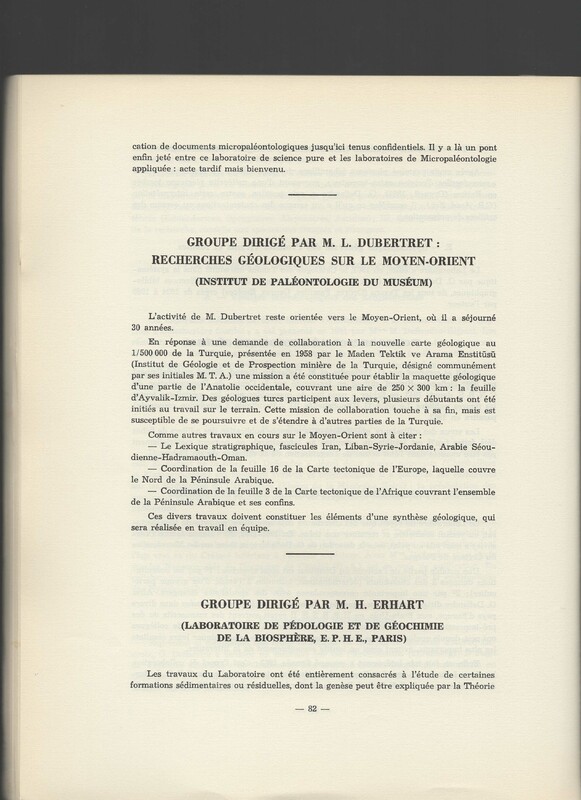 cation de documents micropaléontologiques jusqu'ici tenus confidentiels. Il y a là un pont
enfin jeté entre ce laboratoire de science pure et les laboratoires de Micropaléontologie
appliquée : acte tardif mais bienvenu.
GROUPE DIRIGÉ PAR M. L. DUBERTRET :
RECHERCHES GÉOLOGIQUES SUR LE MOYEN-ORIENT
(INSTITUT DE PALÉONTOLOGIE DU MUSÉUM)
L'activité de M. Dubertret reste orientée vers le Moyen-Orient, où il a séjourné
30 années.
En réponse à une demande de collaboration à la nouvelle carte géologique au
1/500 000 de la Turquie, présentée en 1958 par le Maden Tektik ve Arama Enstitüsü
(Institut de Géologie et de Prospection minière de la Turquie, désigné communément
par ses initiales M. T. A.) une mission a été constituée pour établir la maquette géologique
d'une partie de l'Anatolie occidentale, couvrant une aire de 250 × 300 km : la feuille
d'Ayvalik-Izmir. Des géologues turcs participent aux levers, plusieurs débutants ont été
initiés au travail sur le terrain. Cette mission de collaboration touche à sa fin, mais est
susceptible de se poursuivre et de s'étendre à d'autres parties de la Turquie.
Comme autres travaux en cours sur le Moyen-Orient sont à citer :
— Le Lexique stratigraphique, fascicules Iran, Liban-Syrie-Jordanie, Arabie Séou-
dienne-Hadramaouth-Oman.
— Coordination de la feuille 16 de la Carte tectonique de l'Europe, laquelle couvre
le Nord de la Péninsule Arabique.
— Coordination de la feuille 3 de la Carte tectonique de l'Afrique couvrant l'ensemble
de la Péninsule Arabique et ses confins.
Ces divers travaux doivent constituer les éléments d'une synthèse géologique, qui
sera réalisée en travail en équipe.
GROUPE DIRIGÉ PAR M. H. ERHART
(LABORATOIRE DE PÉDOLOGIE ET DE GÉOCHIMIE
DE LA BIOSPHÈRE, E. P. H. E., PARIS)
Les travaux du Laboratoire ont été entièrement consacrés à l'étude de certaines
formations sédimentaires ou résiduelles, dont la genèse peut être expliquée par la Théorie
— 82 —